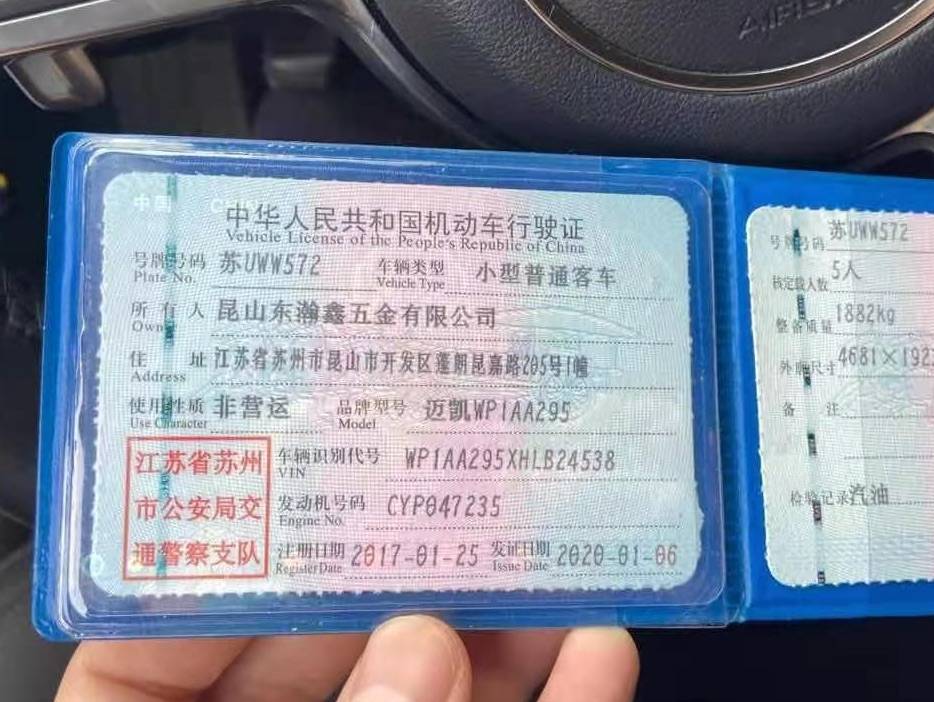 中国 CHINA
中华人民共和国机动车行驶证
Vehicle License of the People's Republic of China
号牌号码 苏UWW572 车辆类型 小型普通客车
Plate No. Vehicle Type
所有人 昆山东瀚鑫五金有限公司
Owner
住址 江苏省苏州市昆山市开发区蓬朗昆嘉路205号1幢
Address
使用性质 非营运 品牌型号 迈凯WP1AA295
Use Character Model
江苏省苏州
市公安局交
通警察支队
车辆识别代号 WP1AA295XHLB24538
VIN
发动机号码 CYP047235
Engine No.
注册日期 2017-01-25 发证日期 2020-01-06
Register Date Issue Date
号牌号码 苏UWW572
核定载人数 5人
整备质量 1882kg
外廓尺寸 4681×192
备注
检验记录 汽油